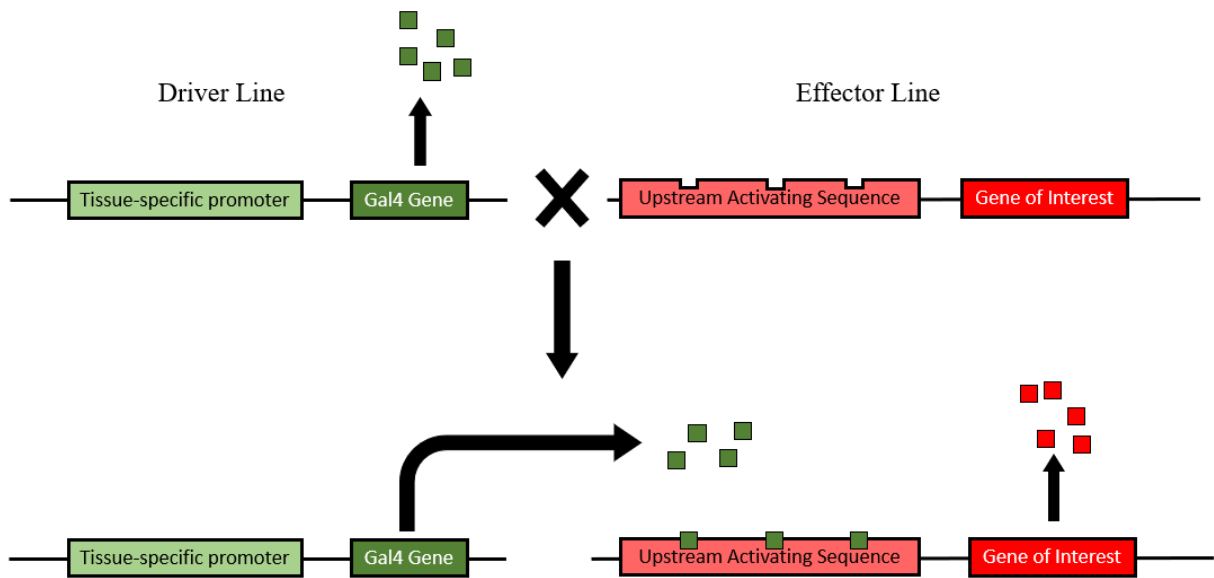 Driver Line
Effector Line
Tissue-specific promoter
Gal4 Gene
Upstream Activating Sequence
Gene of Interest
Tissue-specific promoter
Gal4 Gene
Upstream Activating Sequence
Gene of Interest